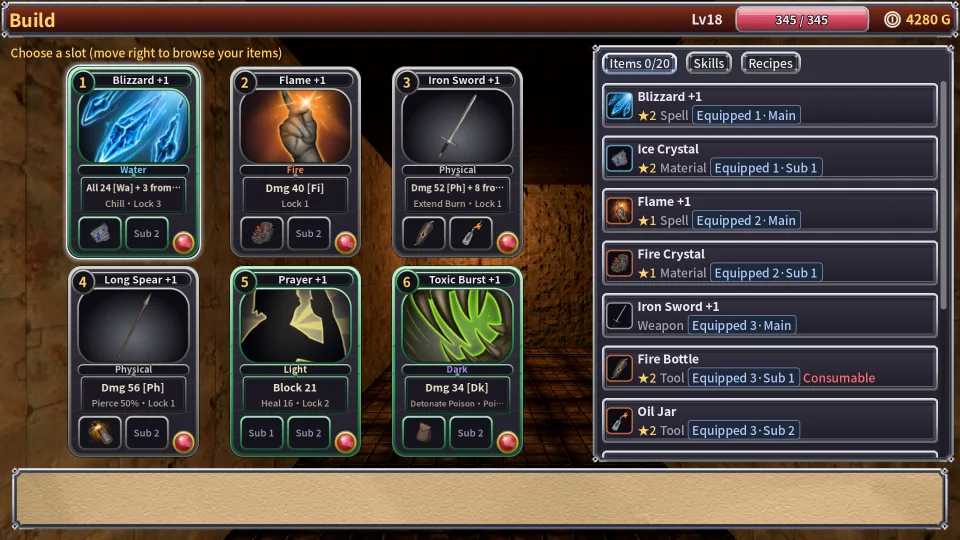 Build
Lv18
345 / 345
4280 G
Choose a slot (move right to browse your items)
1
Blizzard +1
Water
All 24 [Wa] + 3 from⋯
Chill • Lock 3
Sub 2
2
Flame +1
Fire
Dmg 40 [Fi]
Lock 1
Sub 2
3
Iron Sword +1
Physical
Dmg 52 [Ph] + 8 fro⋯
Extend Burn • Lock 1
4
Long Spear +1
Physical
Dmg 56 [Ph]
Pierce 50% • Lock 1
Sub 2
5
Prayer +1
Light
Block 21
Heal 16 • Lock 2
Sub 1
Sub 2
6
Toxic Burst +1
Dark
Dmg 34 [Dk]
Detonate Poison • Poi⋯
Sub 2
Items 0/20
Skills
Recipes
Blizzard +1
★2 Spell Equipped 1·Main
Ice Crystal
★2 Material Equipped 1·Sub 1
Flame +1
★1 Spell Equipped 2·Main
Fire Crystal
★1 Material Equipped 2·Sub 1
Iron Sword +1
Weapon Equipped 3·Main
Fire Bottle
★2 Tool Equipped 3·Sub 1 Consumable
Oil Jar
★2 Tool Equipped 3·Sub 2